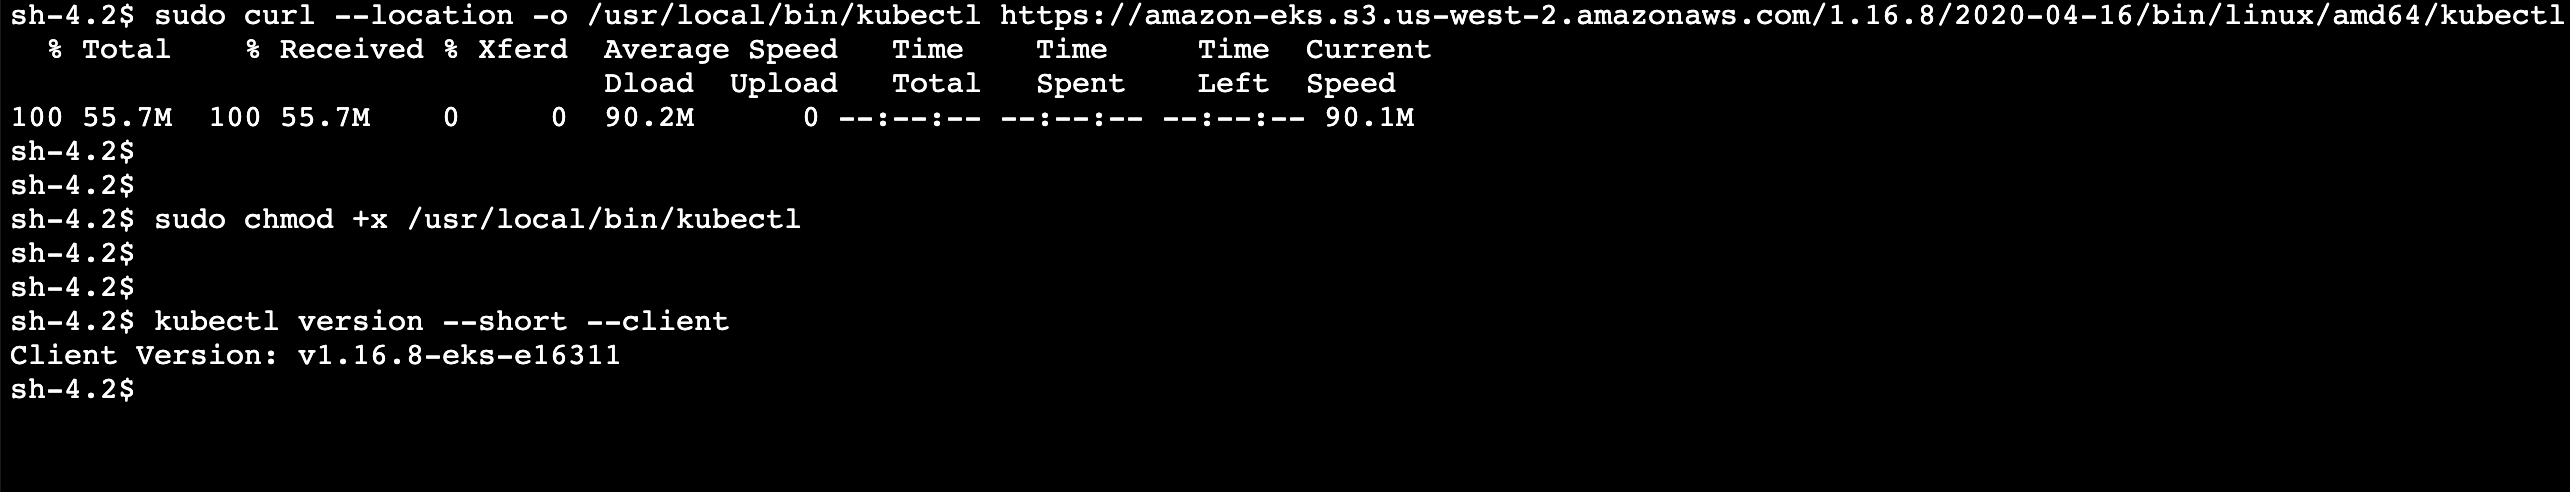 sh-4.2$ sudo curl --location -o /usr/local/bin/kubectl https://amazon-eks.s3.us-west-2.amazonaws.com/1.16.8/2020-04-16/bin/linux/amd64/kubectl
  % Total    % Received % Xferd  Average Speed   Time    Time     Time  Current
                                 Dload  Upload   Total   Spent    Left  Speed
100 55.7M  100 55.7M    0     0  90.2M      0 --:--:-- --:--:-- --:--:-- 90.1M
sh-4.2$
sh-4.2$
sh-4.2$ sudo chmod +x /usr/local/bin/kubectl
sh-4.2$
sh-4.2$
sh-4.2$ kubectl version --short --client
Client Version: v1.16.8-eks-e16311
sh-4.2$